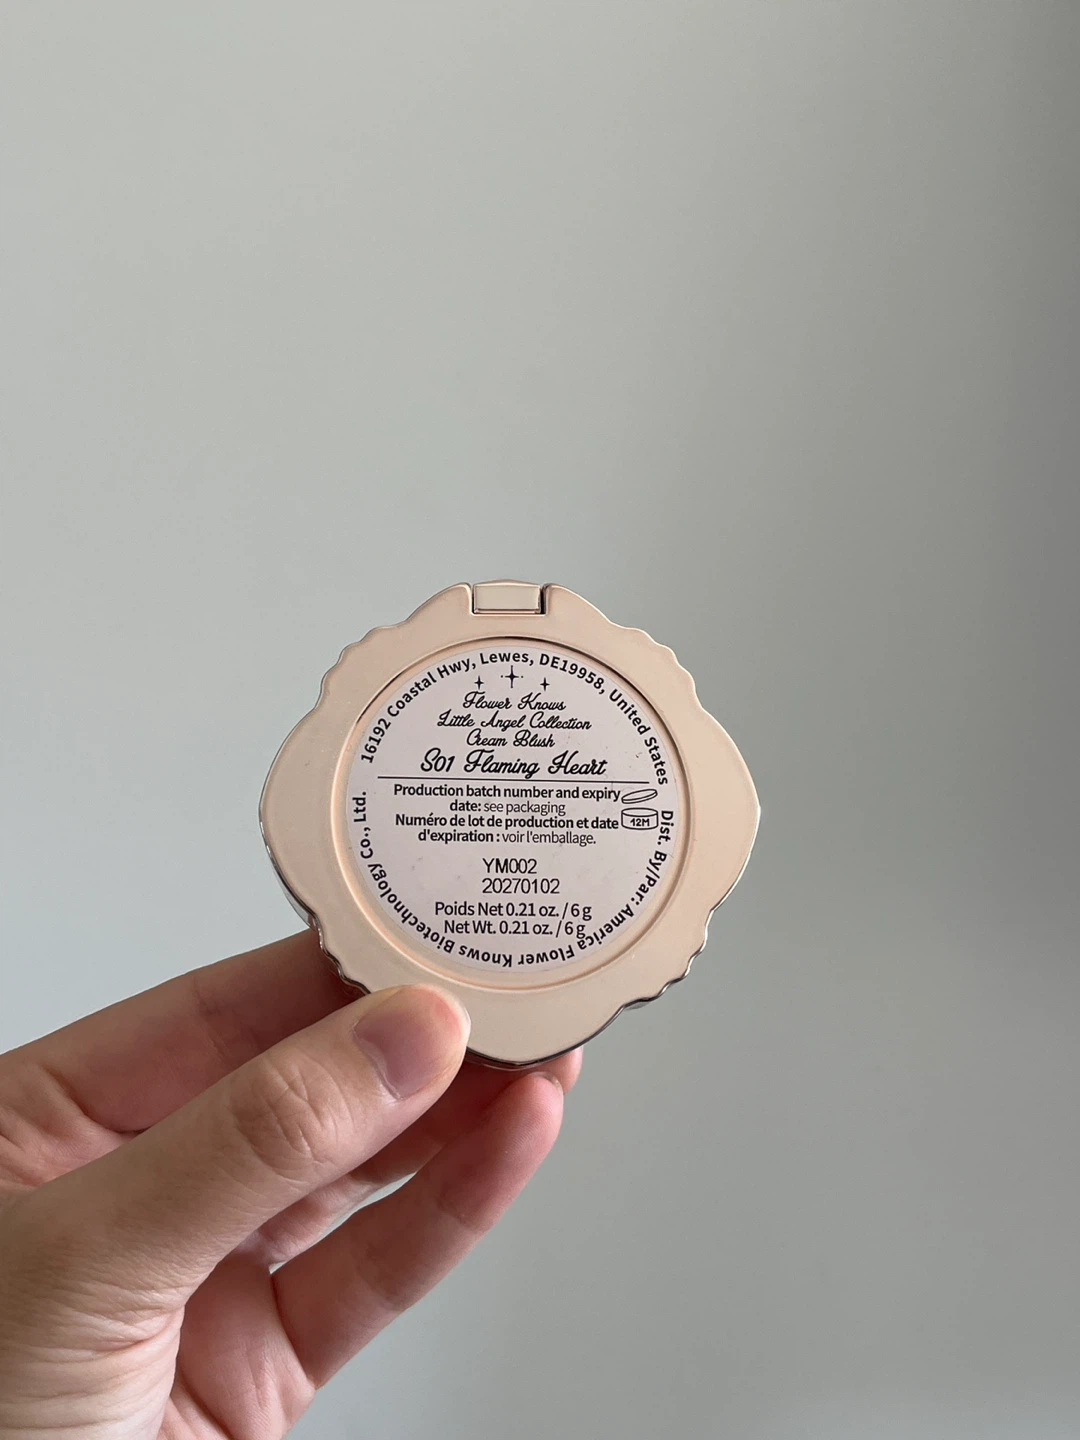 Flower Knows
Little Angel Collection
Cream Blush
S01 Flaming Heart
Production batch number and expiry
date: see packaging
Numéro de lot de production et date
d'expiration : voir l'emballage.
12M
YM002
20270102
Poids Net 0.21 oz. / 6 g
Net Wt. 0.21 oz. / 6 g
Dist. By/Par: America Flower Knows Biotechnology Co., Ltd.
16192 Coastal Hwy, Lewes, DE19958, United States